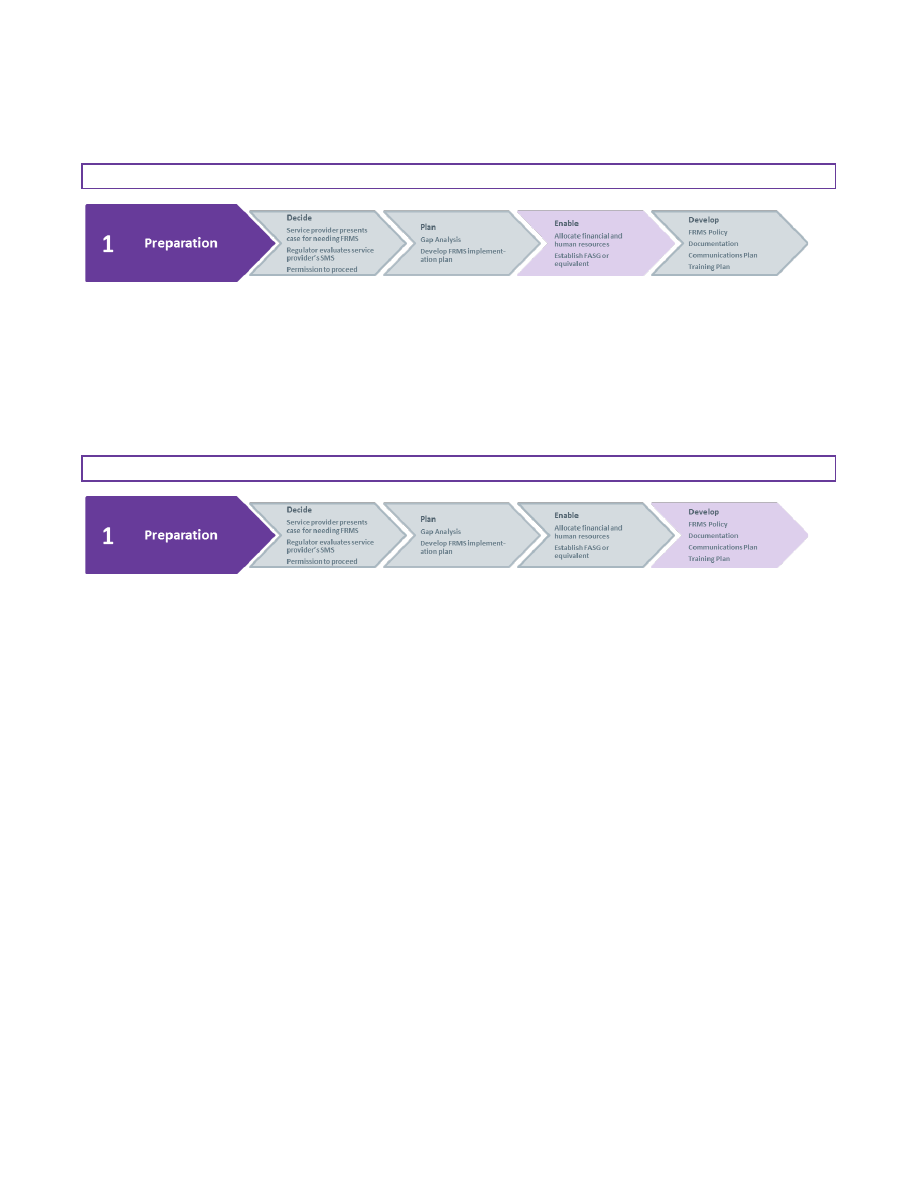 1 Preparation
Decide
Service provider presents
case for needing FRMS
Regulator evaluates service
provider's SMS
Permission to proceed
Plan
Gap Analysis
Develop FRMS implement-
ation plan
Enable
Allocate financial and
human resources
Establish FASG or
equivalent
Develop
FRMS Policy
Documentation
Communications Plan
Training Plan
1 Preparation
Decide
Service provider presents
case for needing FRMS
Regulator evaluates service
provider's SMS
Permission to proceed
Plan
Gap Analysis
Develop FRMS implement-
ation plan
Enable
Allocate financial and
human resources
Establish FASG or
equivalent
Develop
FRMS Policy
Documentation
Communications Plan
Training Plan